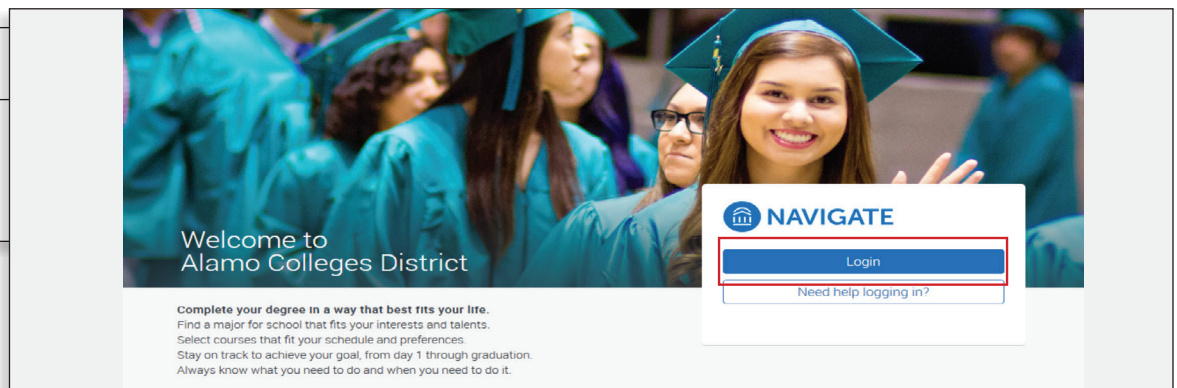 Welcome to
Alamo Colleges District
NAVIGATE
Login
Need help logging in?
Complete your degree in a way that best fits your life.
Find a major for school that fits your interests and talents.
Select courses that fit your schedule and preferences.
Stay on track to achieve your goal, from day 1 through graduation.
Always know what you need to do and when you need to do it.